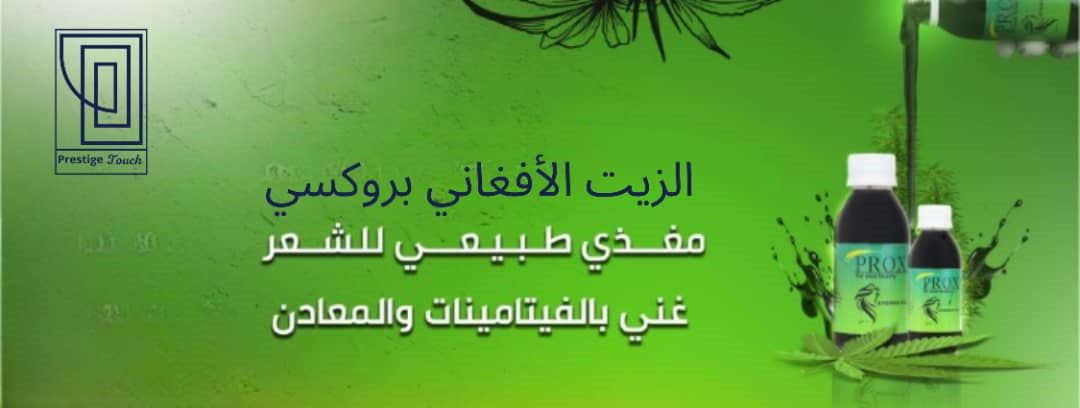 Prestige Touch
الزيت الأفغاني بروكسي
مغذي طبيعي للشعر
غني بالفيتامينات والمعادن
PROX
PROX